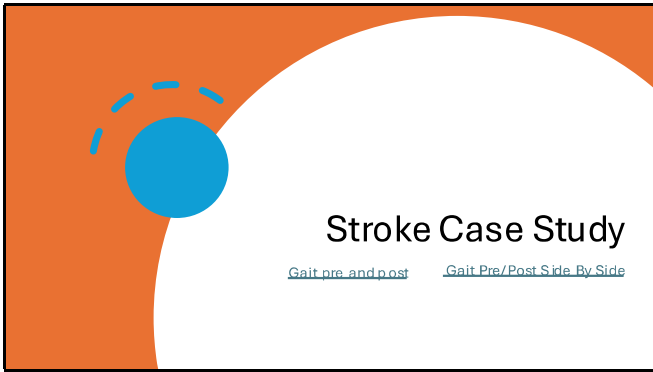 Stroke Case Study
Gait pre and post
Gait Pre/Post Side By Side